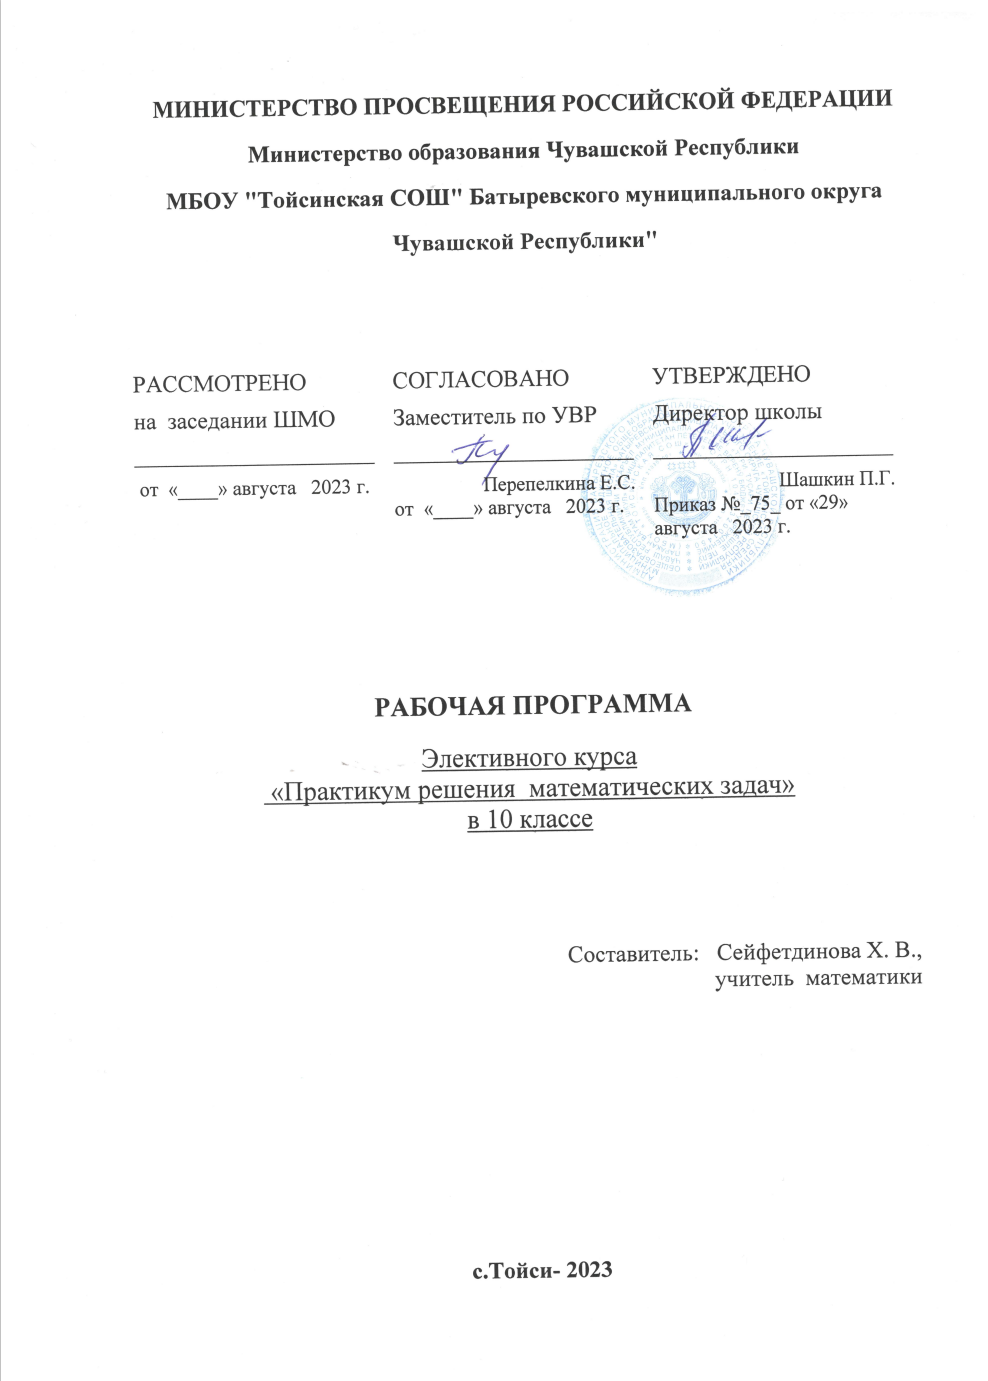 МИНИСТЕРСТВО ПРОСВЕЩЕНИЯ РОССИЙСКОЙ ФЕДЕРАЦИИ
Министерство образования Чувашской Республики
МБОУ "Тойсинская СОШ" Батыревского муниципального округа
Чувашской Республики"
РАССМОТРЕНО
на заседании ШМО
от «____» августа 2023 г.
СОГЛАСОВАНО
Заместитель по УВР
Перепелкина Е.С.
от «____» августа 2023 г.
УТВЕРЖДЕНО
Директор школы
Шашкин П.Г.
Приказ №_75_ от «29»
августа 2023 г.
РАБОЧАЯ ПРОГРАММА
Элективного курса
«Практикум решения математических задач»
в 10 классе
Составитель: Сейфетдинова Х. В.,
учитель математики
с.Тойси- 2023